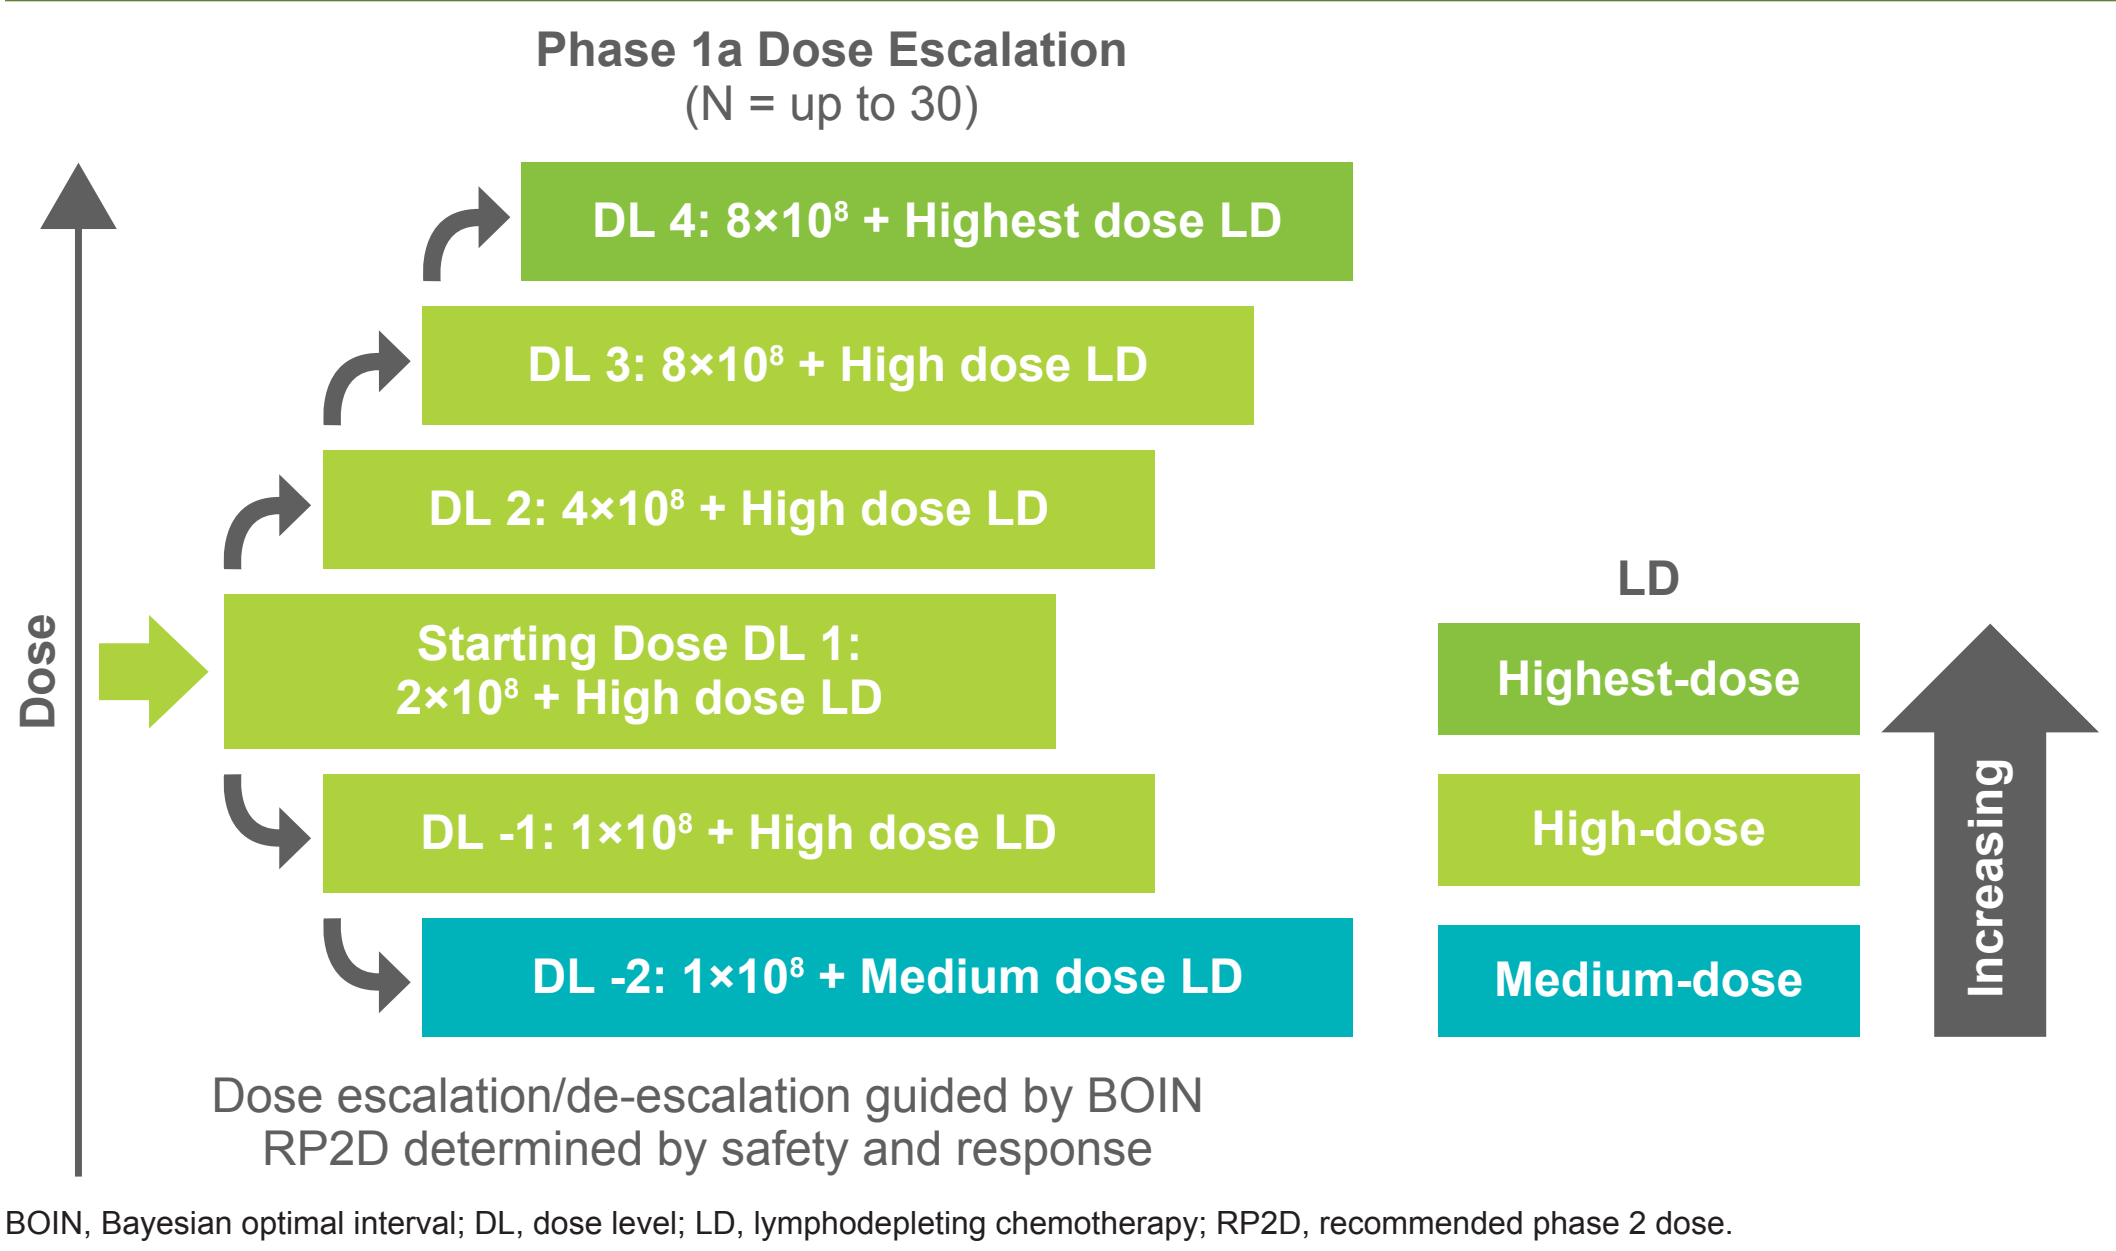 Phase 1a Dose Escalation
(N = up to 30)
DL 4: 8×10⁸ + Highest dose LD
DL 3: 8×10⁸ + High dose LD
DL 2: 4×10⁸ + High dose LD
Starting Dose DL 1:
2×10⁸ + High dose LD
DL -1: 1×10⁸ + High dose LD
DL -2: 1×10⁸ + Medium dose LD
Dose
LD
Highest-dose
High-dose
Medium-dose
Increasing
Dose escalation/de-escalation guided by BOIN
RP2D determined by safety and response
BOIN, Bayesian optimal interval; DL, dose level; LD, lymphodepleting chemotherapy; RP2D, recommended phase 2 dose.